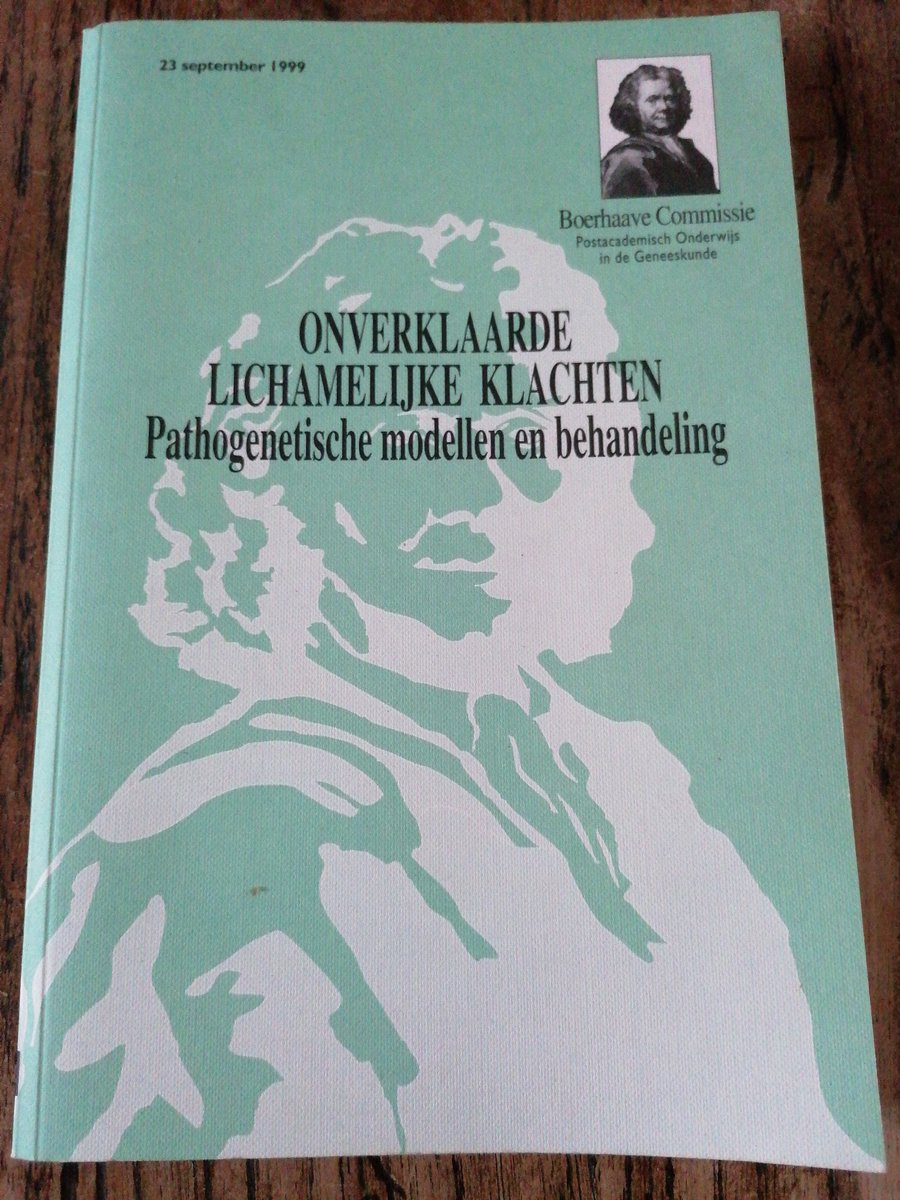 23 september 1999
Boerhaave Commissie
Postacademisch Onderwijs
in de Geneeskunde
ONVERKLAARDE
LICHAMELIJKE KLACHTEN
Pathogenetische modellen en behandeling